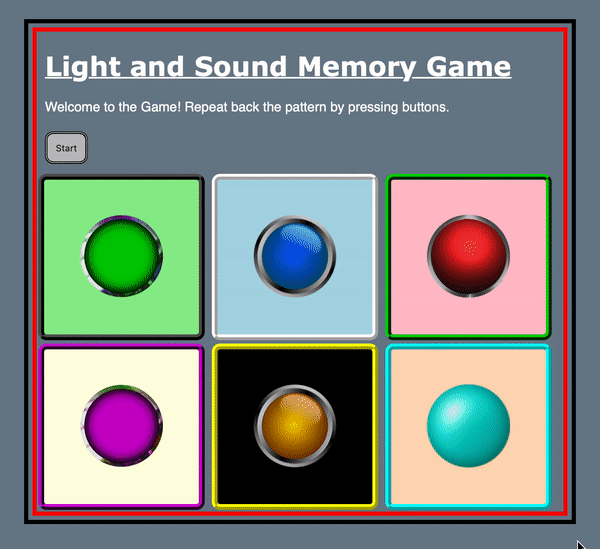 Light and Sound Memory Game
Welcome to the Game! Repeat back the pattern by pressing buttons.
Start